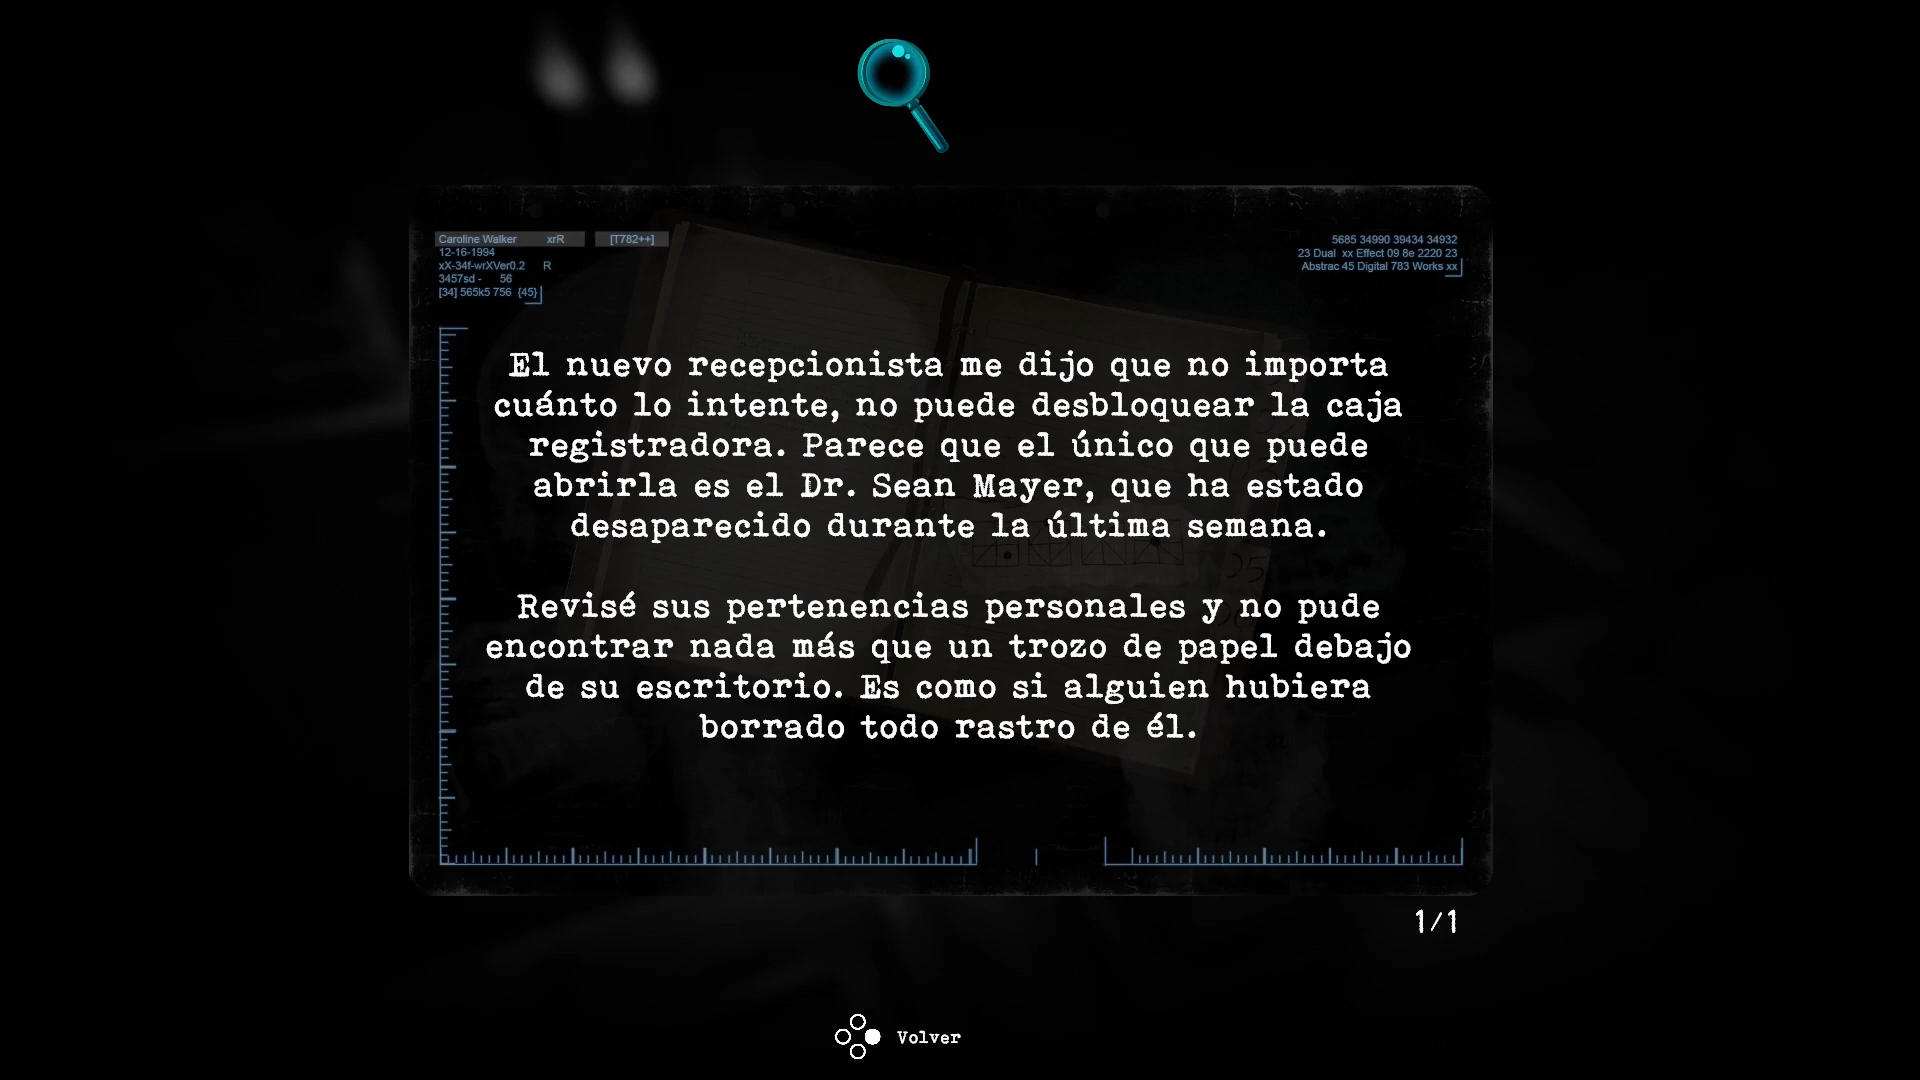 Caroline Walker xrR [T782++]
12-16-1994
xX-34f-wrXVer0.2 R
3457sd - 56
[34] 565k5 756 {45}
5685 34990 39434 34932
23 Dual xx Effect 09 8e 2220 23
Abstrac 45 Digital 783 Works xx
El nuevo recepcionista me dijo que no importa
cuánto lo intente, no puede desbloquear la caja
registradora. Parece que el único que puede
abrirla es el Dr. Sean Mayer, que ha estado
desaparecido durante la última semana.
Revisé sus pertenencias personales y no pude
encontrar nada más que un trozo de papel debajo
de su escritorio. Es como si alguien hubiera
borrado todo rastro de él.
1/1
Volver